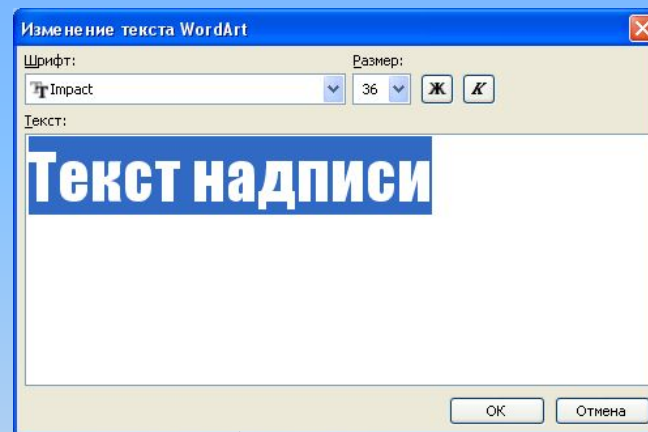 Изменение текста WordArt
Шрифт: Размер:
Impact 36 Ж К
Текст:
Текст надписи
ОК Отмена